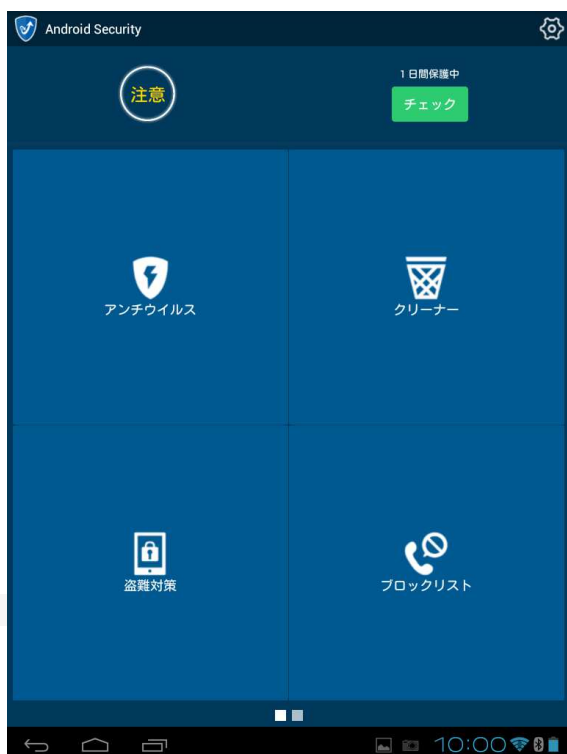 Android Security
注意
1日間保護中
チェック
アンチウイルス
クリーナー
盗難対策
ブロックリスト
10:00